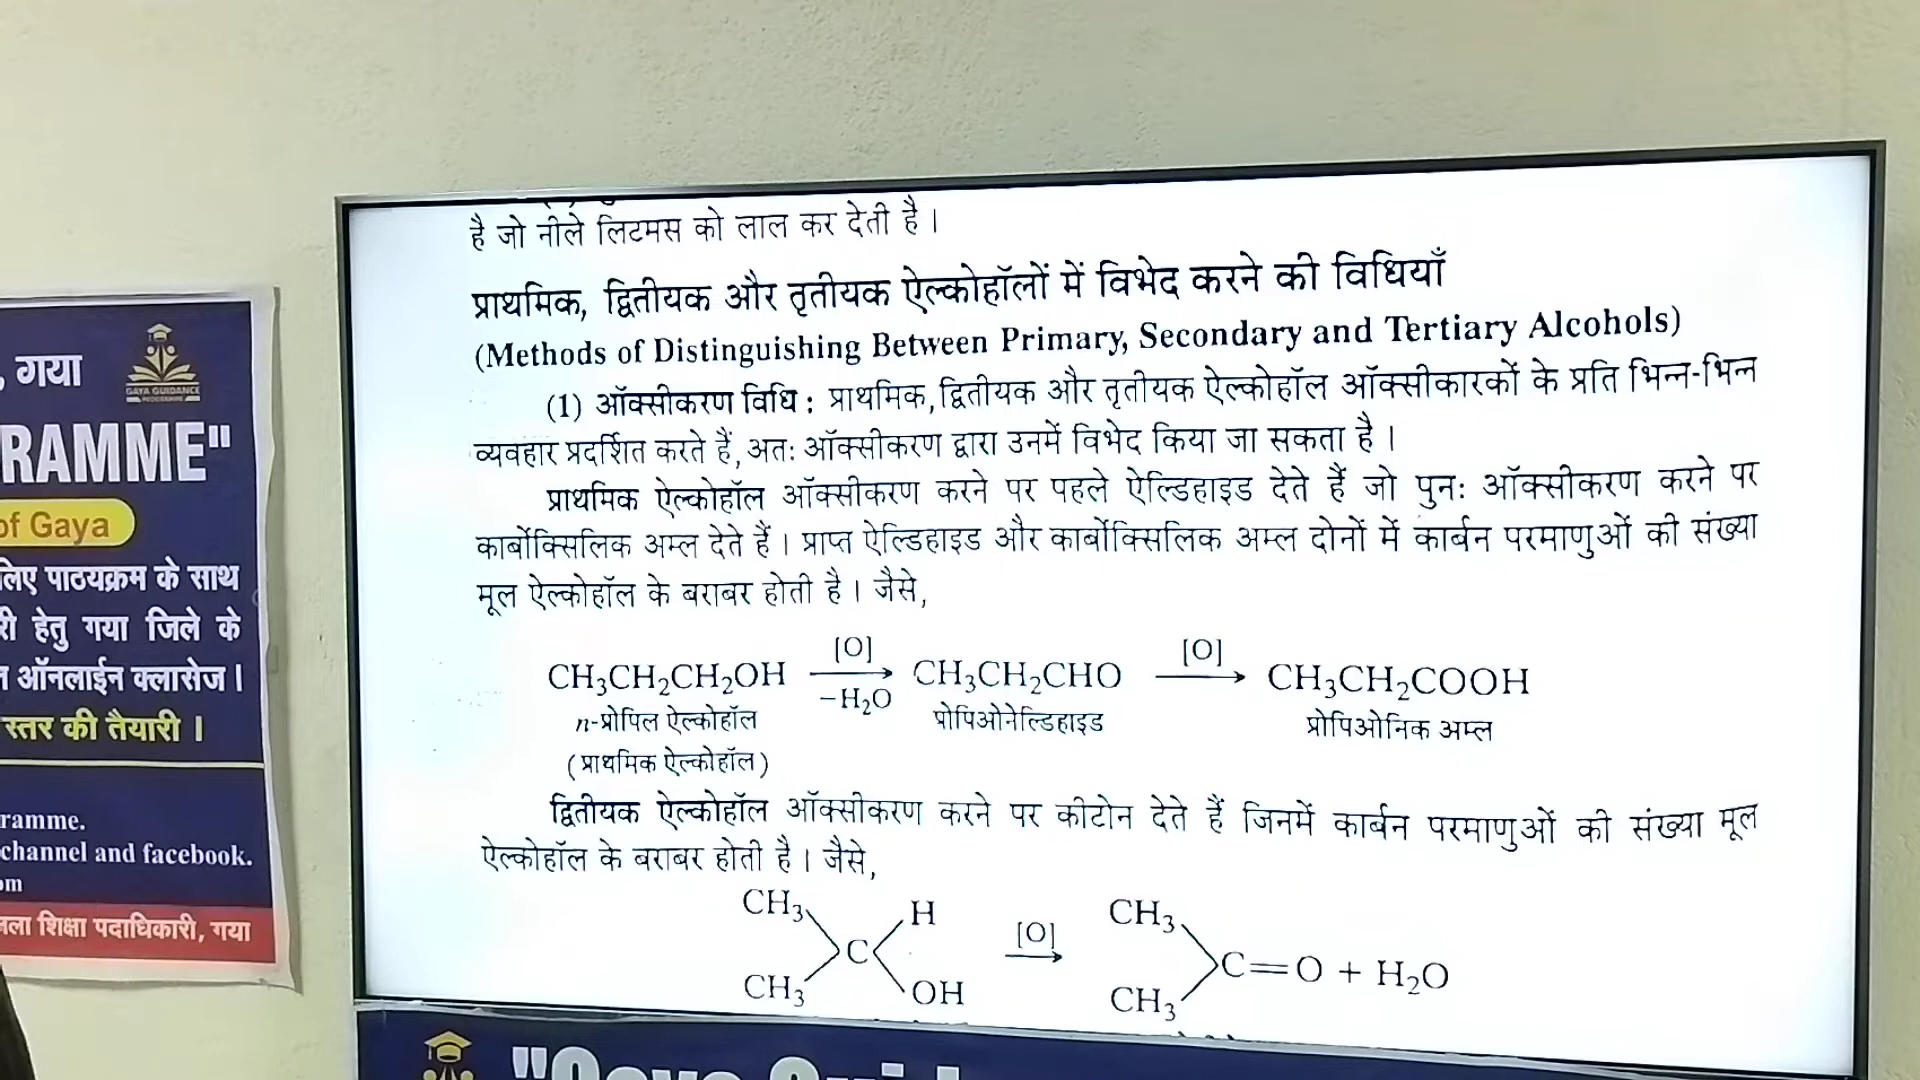 , गया
GAYA GUIDANCE
PROGRAMME
RAMME"
of Gaya
लिए पाठयक्रम के साथ
री हेतु गया जिले के
ऑनलाईन क्लासेज।
स्तर की तैयारी।
ramme.
channel and facebook.
om
शिक्षा पदाधिकारी, गया
है जो नीले लिटमस को लाल कर देती है।
प्राथमिक, द्वितीयक और तृतीयक ऐल्कोहॉलों में विभेद करने की विधियाँ
(Methods of Distinguishing Between Primary, Secondary and Tertiary Alcohols)
(1) ऑक्सीकरण विधि : प्राथमिक, द्वितीयक और तृतीयक ऐल्कोहॉल ऑक्सीकारकों के प्रति भिन्न-भिन्न
व्यवहार प्रदर्शित करते हैं, अतः ऑक्सीकरण द्वारा उनमें विभेद किया जा सकता है।
प्राथमिक ऐल्कोहॉल ऑक्सीकरण करने पर पहले ऐल्डिहाइड देते हैं जो पुनः ऑक्सीकरण करने पर
कार्बोक्सिलिक अम्ल देते हैं। प्राप्त ऐल्डिहाइड और कार्बोक्सिलिक अम्ल दोनों में कार्बन परमाणुओं की संख्या
मूल ऐल्कोहॉल के बराबर होती है। जैसे,
CH₃CH₂CH₂OH [O] → −H₂O CH₃CH₂CHO [O] → CH₃CH₂COOH
n-प्रोपिल ऐल्कोहॉल प्रोपिओनेल्डिहाइड प्रोपिओनिक अम्ल
(प्राथमिक ऐल्कोहॉल)
द्वितीयक ऐल्कोहॉल ऑक्सीकरण करने पर कीटोन देते हैं जिनमें कार्बन परमाणुओं की संख्या मूल
ऐल्कोहॉल के बराबर होती है। जैसे,
CH₃ H CH₃
C [O] → C=O + H₂O
CH₃ OH CH₃